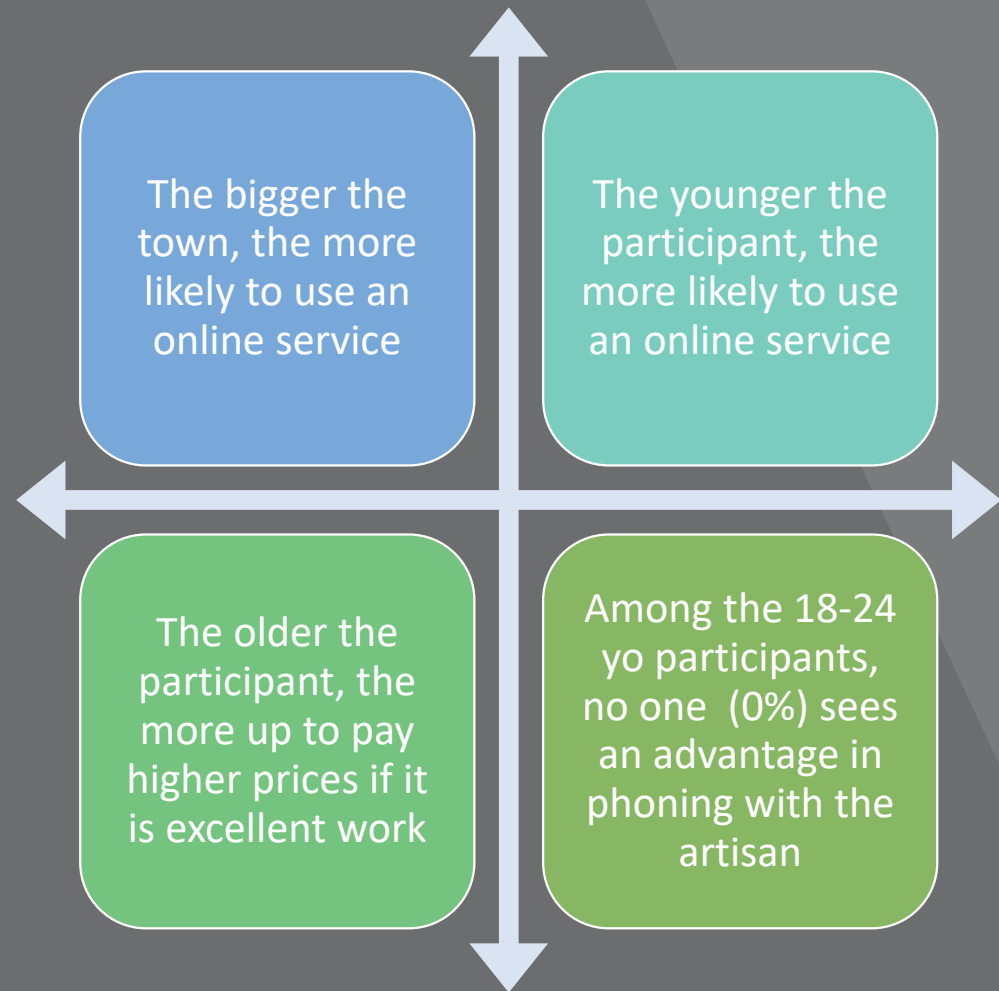 The bigger the
town, the more
likely to use an
online service
The younger the
participant, the
more likely to use
an online service
The older the
participant, the
more up to pay
higher prices if it
is excellent work
Among the 18-24
yo participants,
no one  (0%) sees
an advantage in
phoning with the
artisan